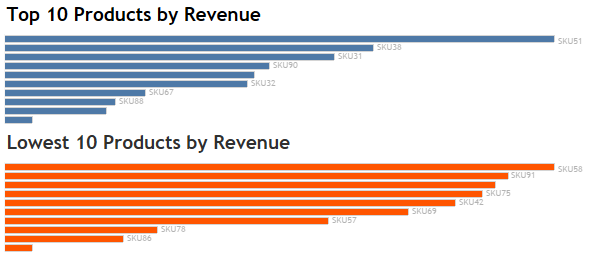 Top 10 Products by Revenue
SKU51
SKU38
SKU31
SKU90
SKU32
SKU67
SKU88
Lowest 10 Products by Revenue
SKU58
SKU91
SKU75
SKU42
SKU69
SKU57
SKU78
SKU86